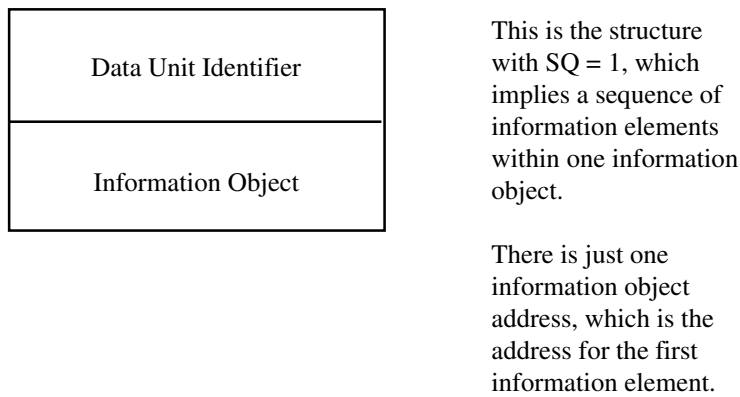 Data Unit Identifier
Information Object
This is the structure
with SQ = 1, which
implies a sequence of
information elements
within one information
object.
There is just one
information object
address, which is the
address for the first
information element.